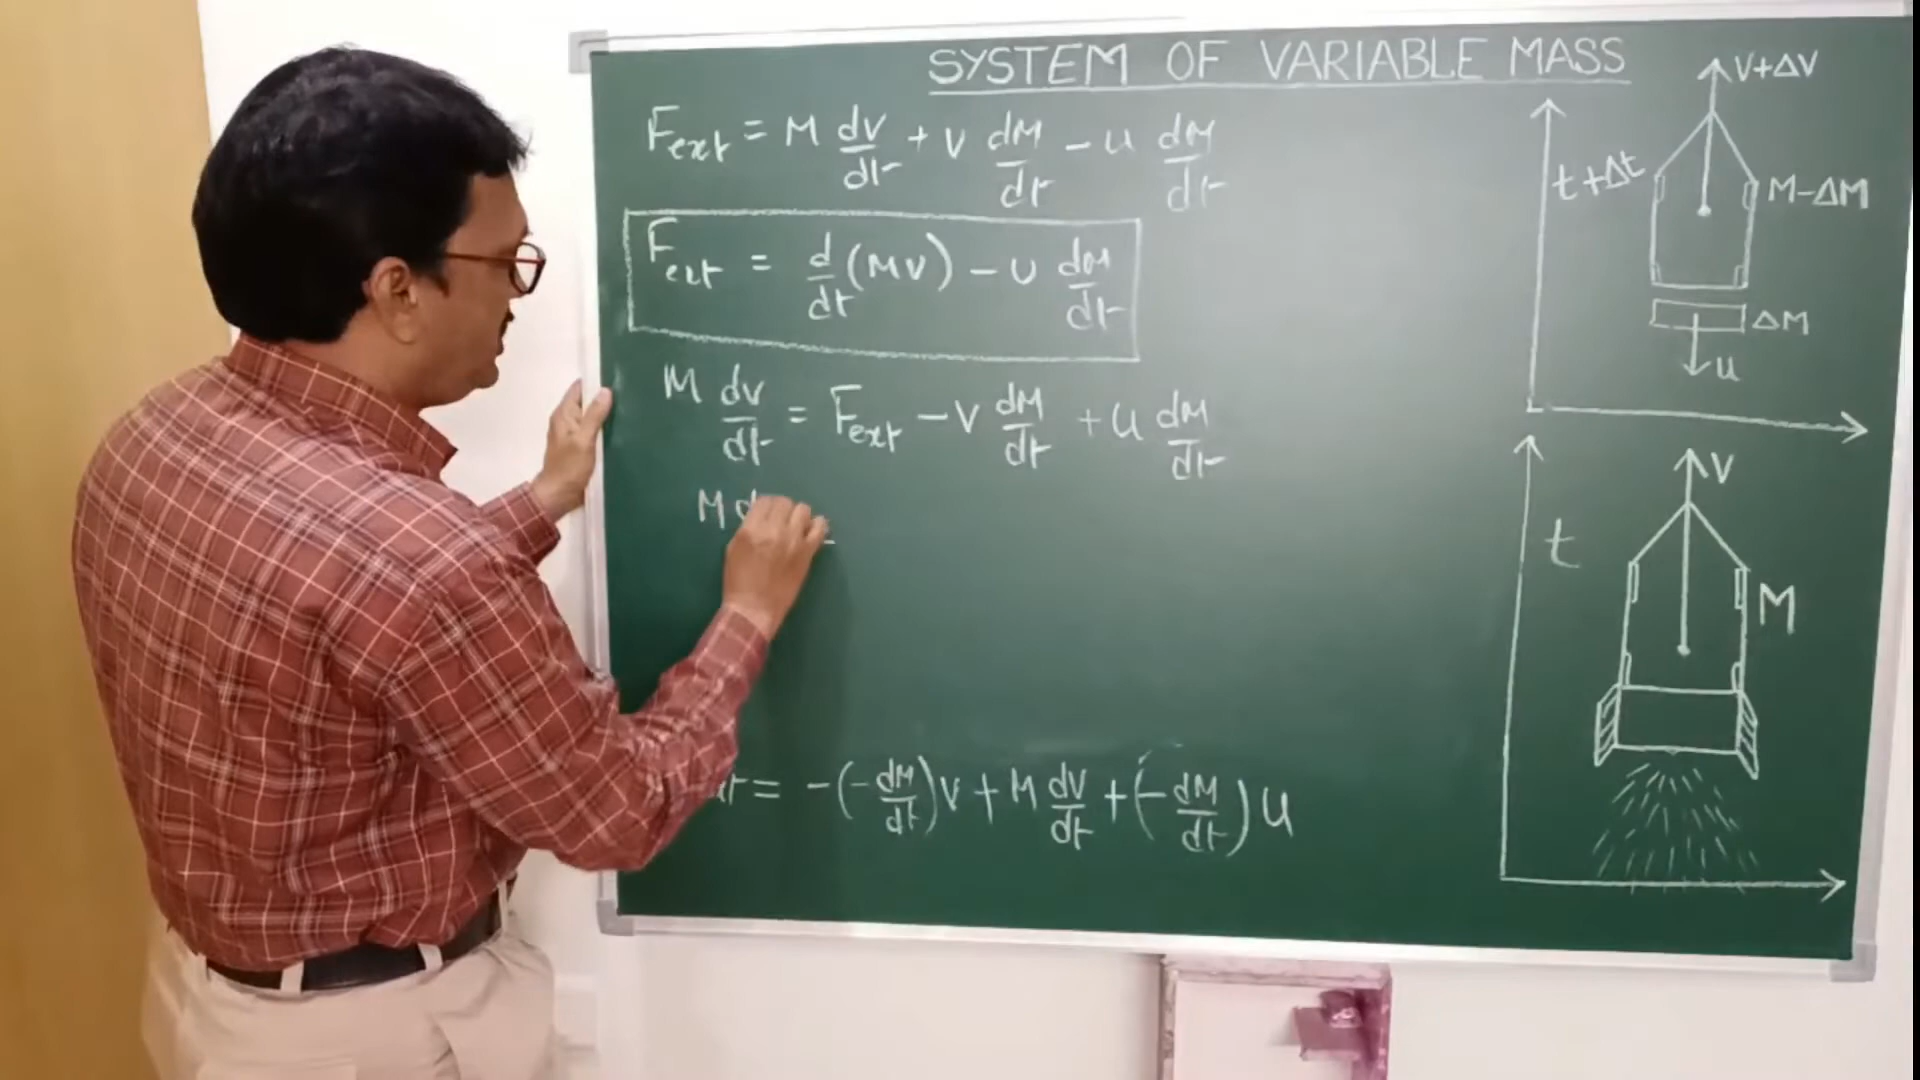 SYSTEM OF VARIABLE MASS
Fext = M dv/dt + v dM/dt - u dM/dt
Fext = d/dt (Mv) - u dM/dt
M dv/dt = Fext - v dM/dt + u dM/dt
M d
= -(-dM/dt)v + M dv/dt + (-dM/dt) u
v+Δv
t+Δt
M-ΔM
ΔM
u
v
t
M